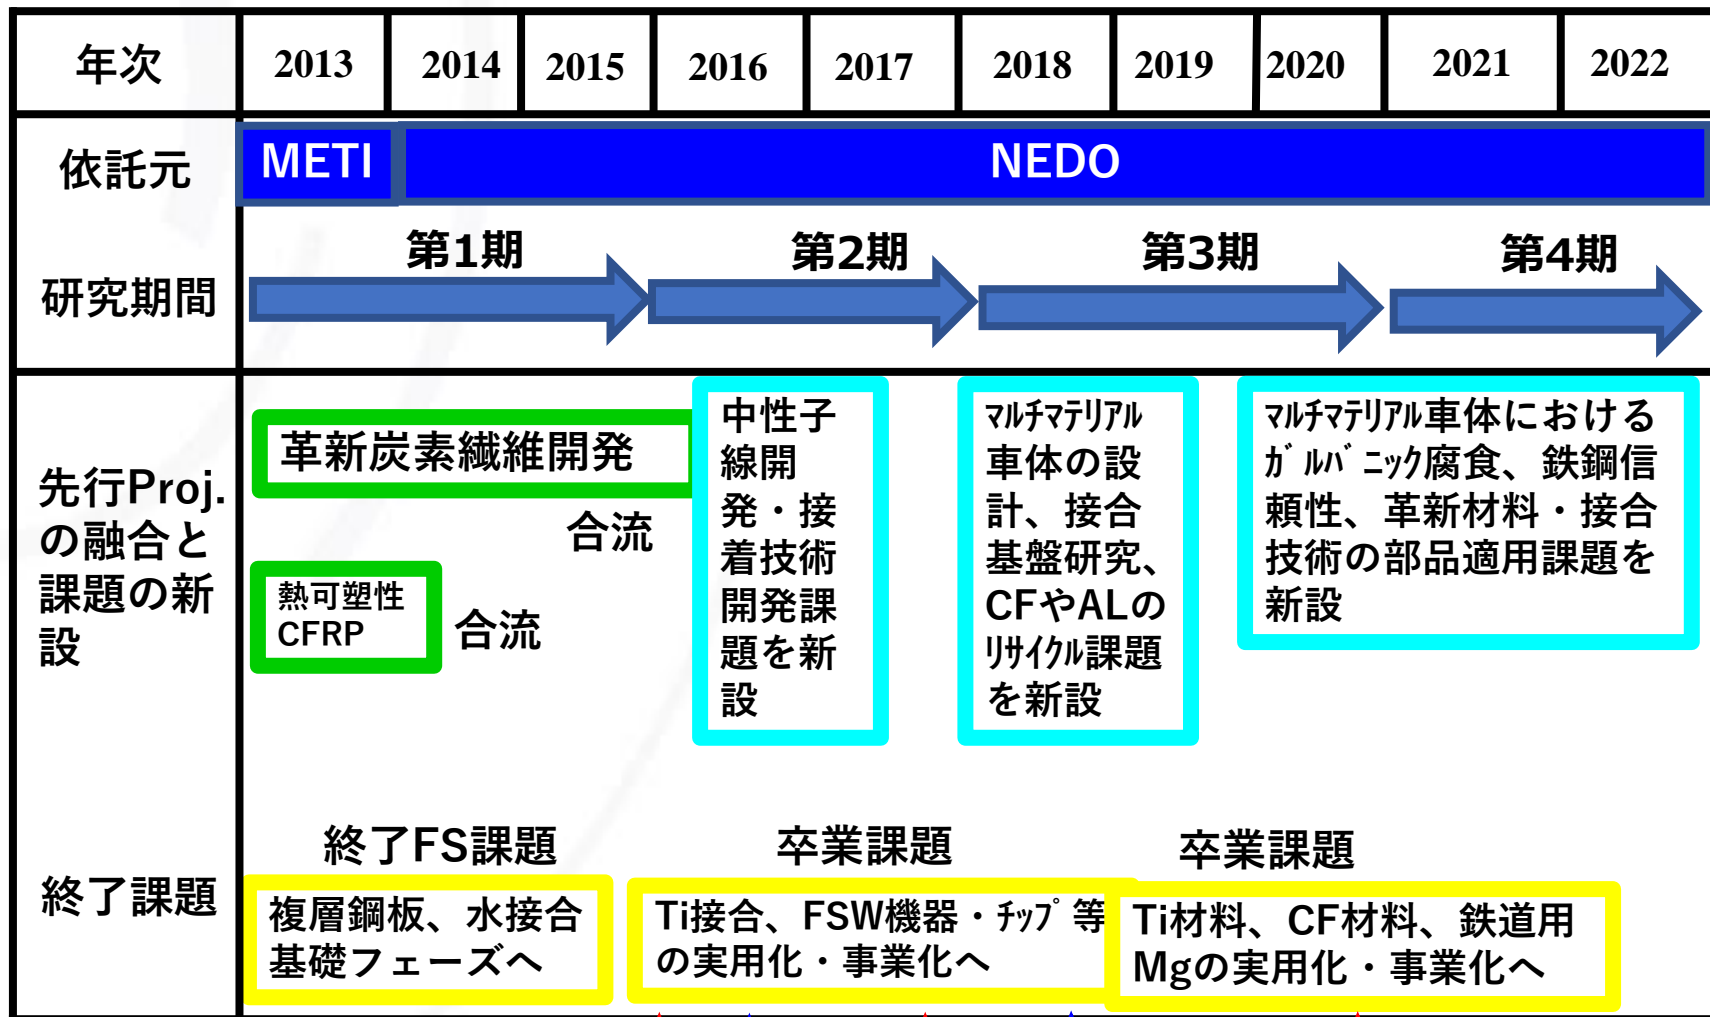 年次 2013 2014 2015 2016 2017 2018 2019 2020 2021 2022
依託元 METI NEDO
研究期間
第1期 第2期 第3期 第4期
先行Proj.
の融合と
課題の新
設
革新炭素繊維開発
合流
熱可塑性
CFRP
合流
中性子
線開
発・接
着技術
開発課
題を新
設
ﾏﾙﾁﾏﾃﾘｱﾙ
車体の設
計、接合
基盤研究、
CFやALの
ﾘｻｲｸﾙ課題
を新設
ﾏﾙﾁﾏﾃﾘｱﾙ車体における
ｶﾞﾙﾊﾞﾆｯｸ腐食、鉄鋼信
頼性、革新材料・接合
技術の部品適用課題を
新設
終了課題
終了FS課題
複層鋼板、水接合
基礎フェーズへ
卒業課題
Ti接合、FSW機器・ﾁｯﾌﾟ等
の実用化・事業化へ
卒業課題
Ti材料、CF材料、鉄道用
Mgの実用化・事業化へ